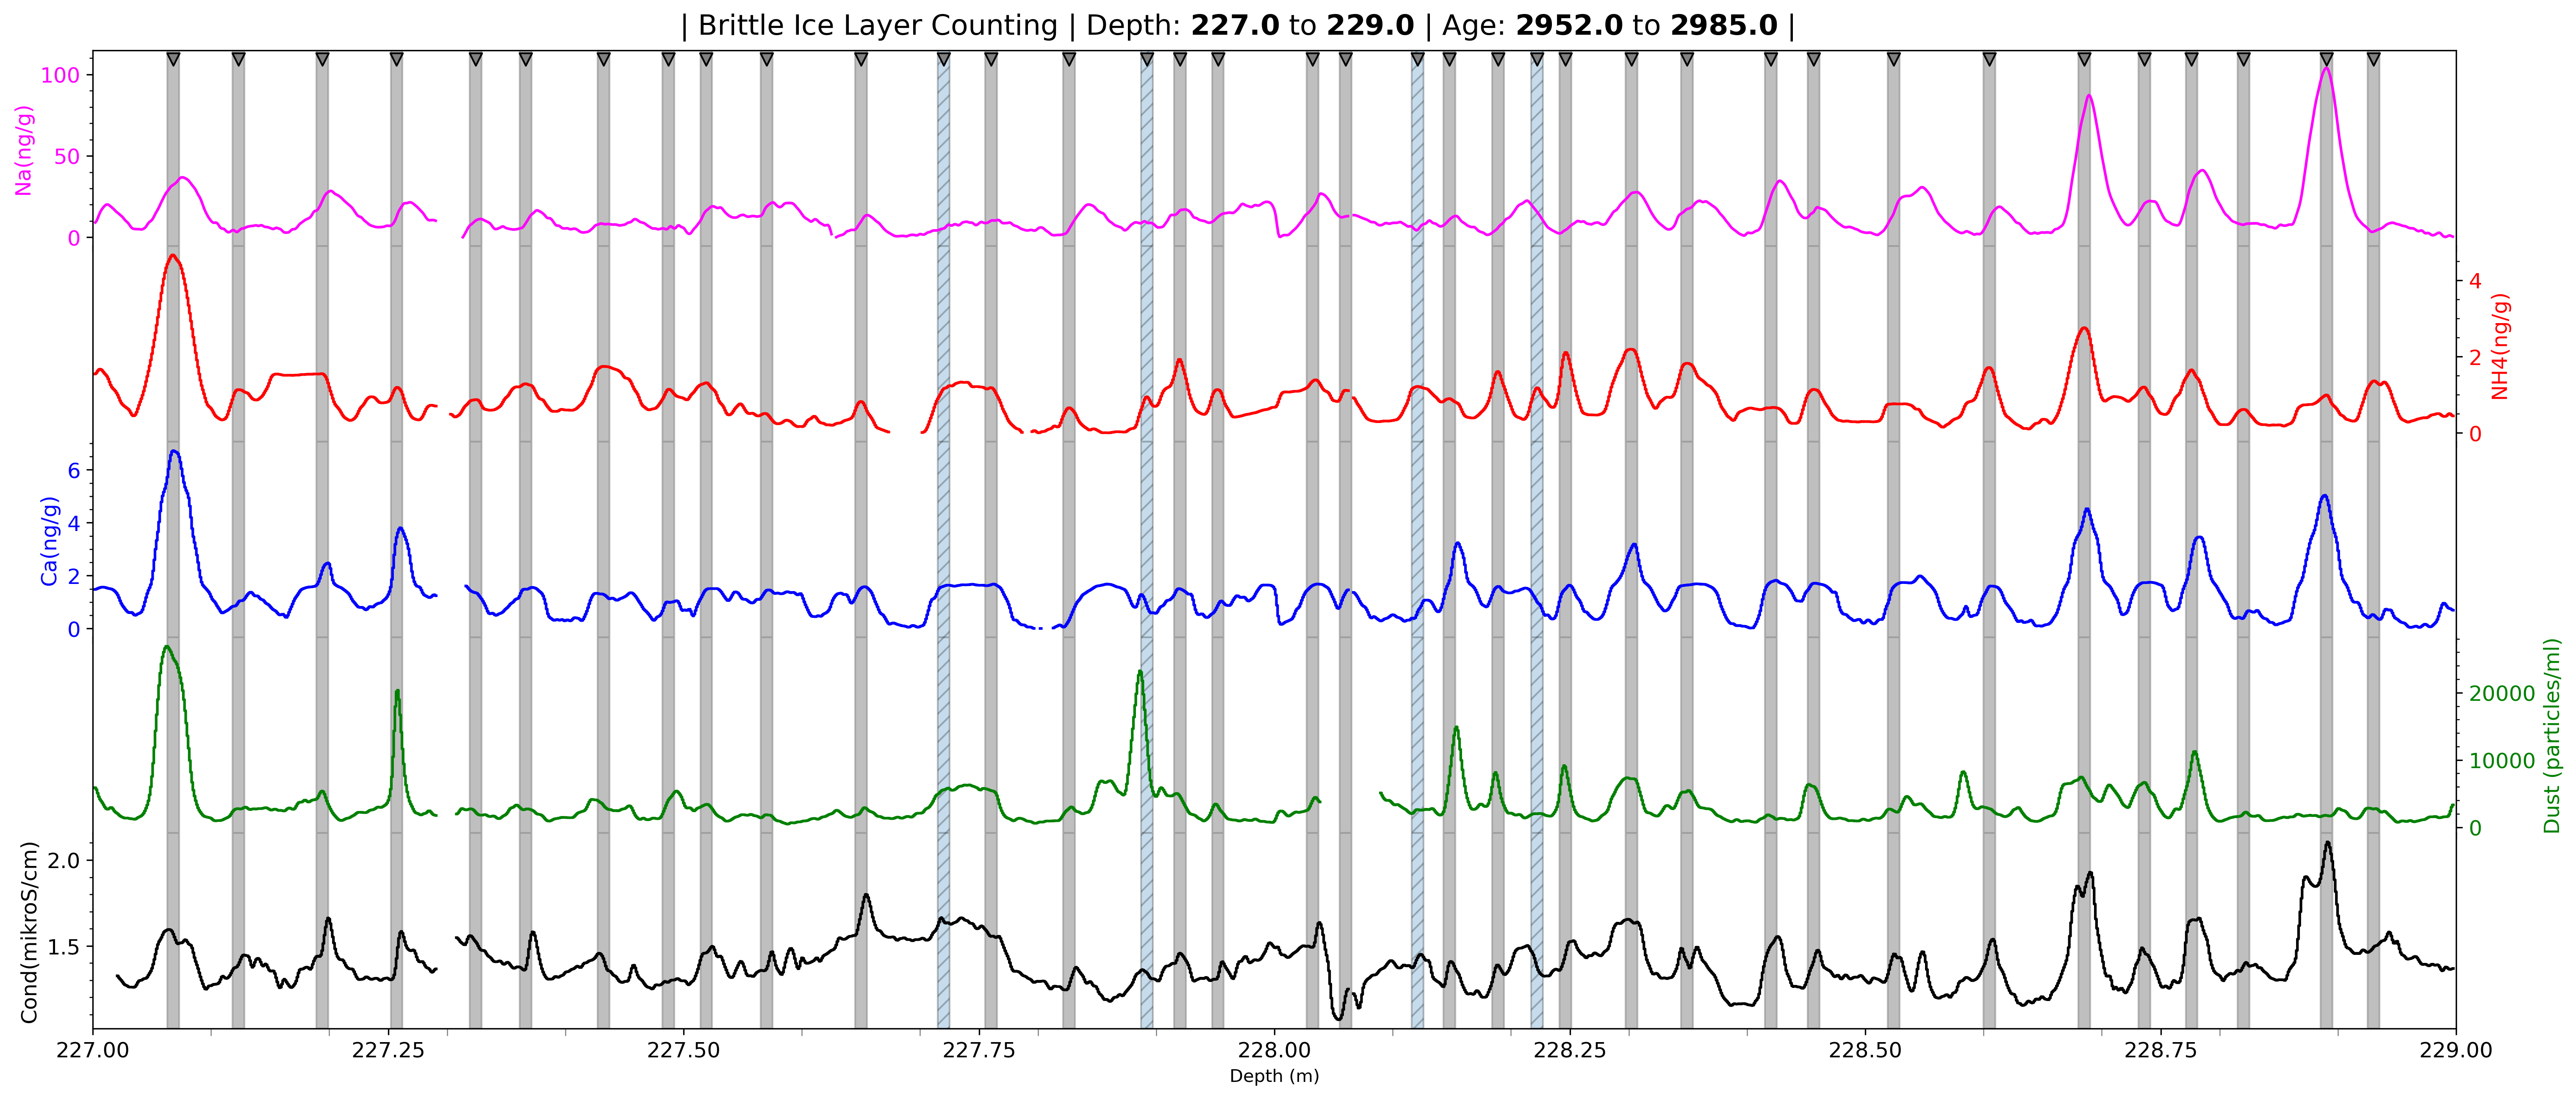 | Brittle Ice Layer Counting | Depth: 227.0 to 229.0 | Age: 2952.0 to 2985.0 |
Na(ng/g)
100
50
0
NH4(ng/g)
4
2
0
Ca(ng/g)
6
4
2
0
Dust (particles/ml)
20000
10000
0
Cond(mikroS/cm)
2.0
1.5
227.00 227.25 227.50 227.75 228.00 228.25 228.50 228.75 229.00
Depth (m)